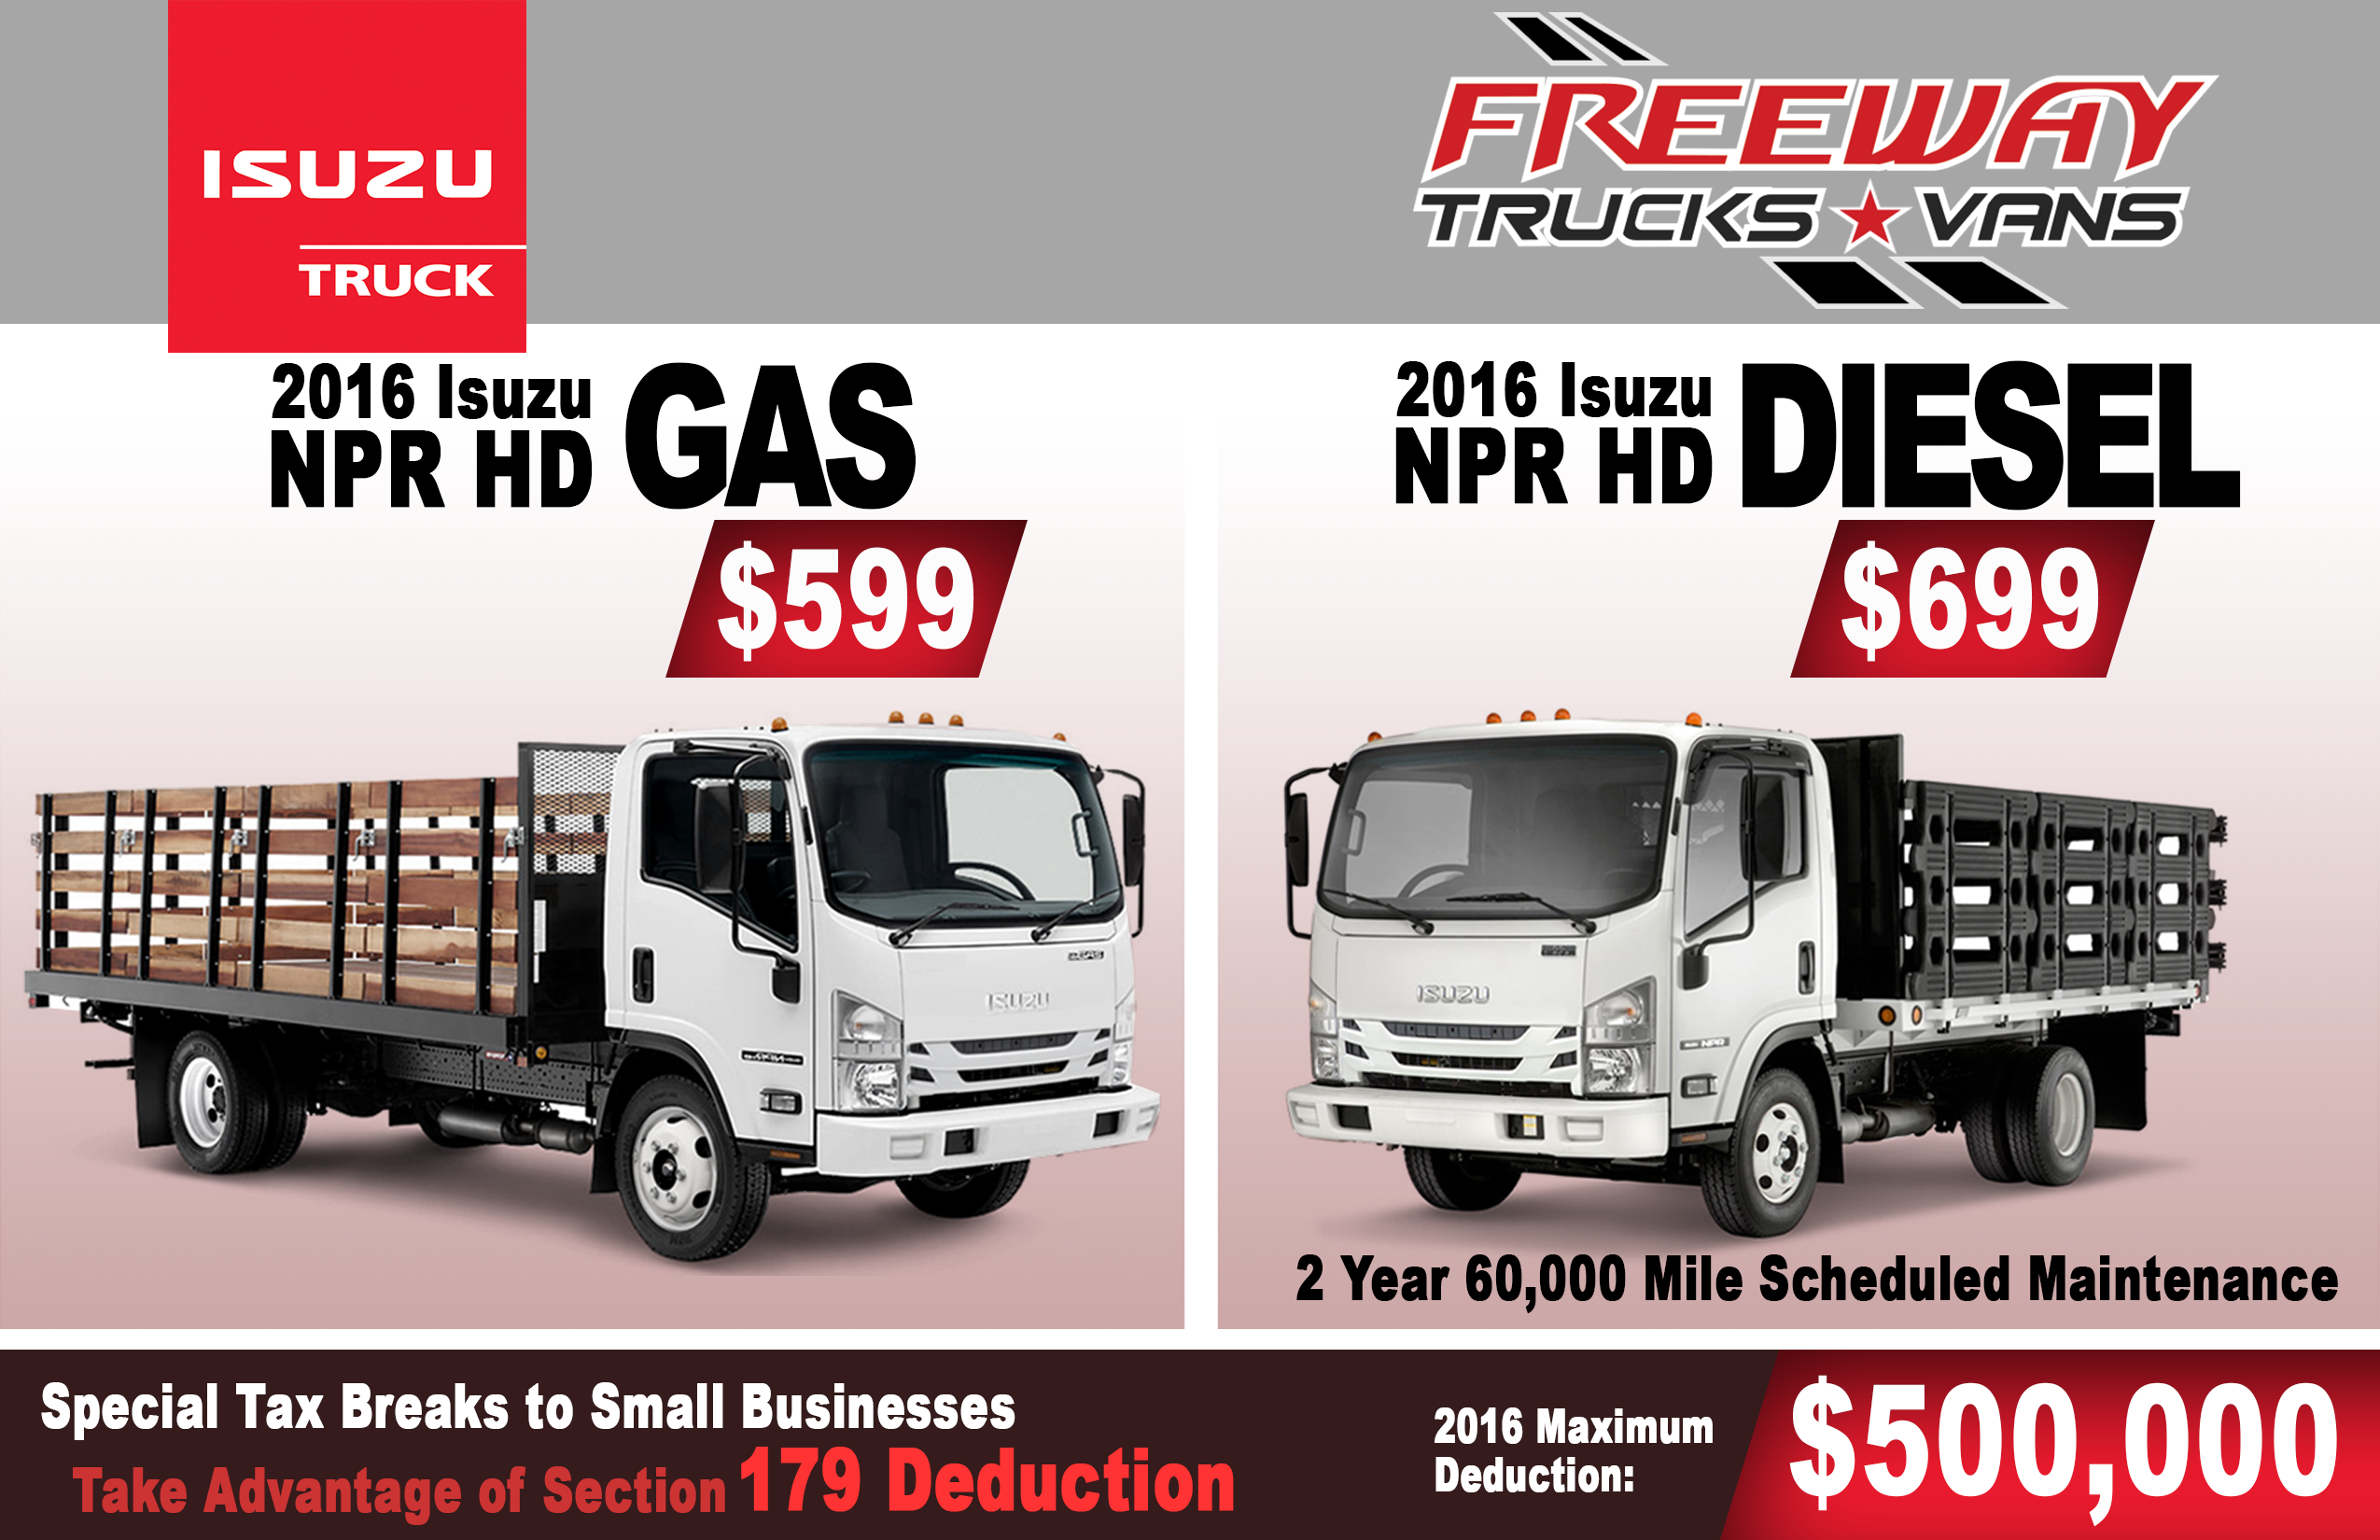 ISUZU
TRUCK
FREEWAY
TRUCKS VANS
2016 Isuzu
NPR HD GAS
$599
2016 Isuzu
NPR HD DIESEL
$699
GAS
ISUZU
ISUZU
NPR
2 Year 60,000 Mile Scheduled Maintenance
Special Tax Breaks to Small Businesses
Take Advantage of Section 179 Deduction
2016 Maximum
Deduction:
$500,000